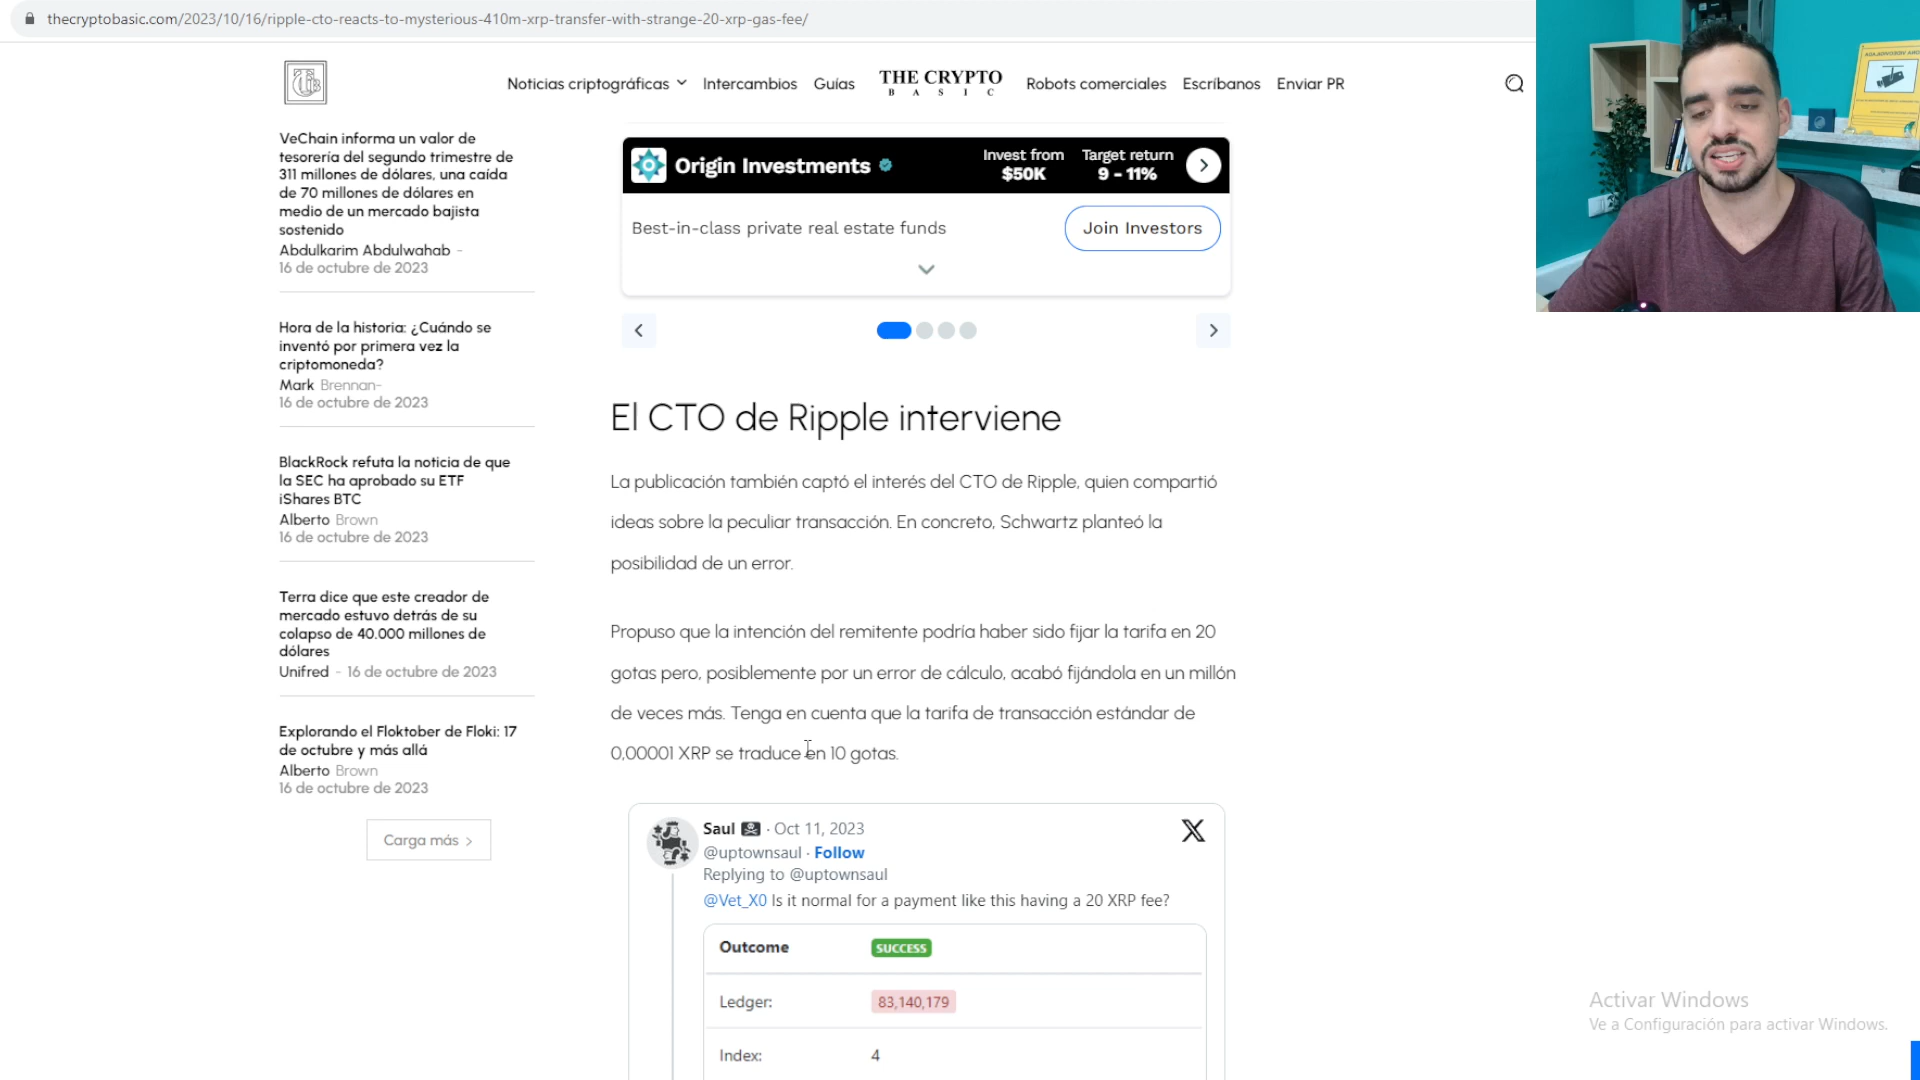 thecryptobasic.com/2023/10/16/ripple-cto-reacts-to-mysterious-410m-xrp-transfer-with-strange-20-xrp-gas-fee/
Noticias criptográficas
Intercambios
Guías
THE CRYPTO
BASIC
Robots comerciales
Escríbanos
Enviar PR
VeChain informa un valor de
tesorería del segundo trimestre de
311 millones de dólares, una caída
de 70 millones de dólares en
medio de un mercado bajista
sostenido
Abdulkarim Abdulwahab -
16 de octubre de 2023
Hora de la historia: ¿Cuándo se
inventó por primera vez la
criptomoneda?
Mark Brennan-
16 de octubre de 2023
BlackRock refuta la noticia de que
la SEC ha aprobado su ETF
iShares BTC
Alberto Brown
16 de octubre de 2023
Terra dice que este creador de
mercado estuvo detrás de su
colapso de 40.000 millones de
dólares
Unifred - 16 de octubre de 2023
Explorando el Floktober de Floki: 17
de octubre y más allá
Alberto Brown
16 de octubre de 2023
Carga más >
Origin Investments
Invest from
$50K
Target return
9 - 11%
Best-in-class private real estate funds
Join Investors
El CTO de Ripple interviene
La publicación también captó el interés del CTO de Ripple, quien compartió
ideas sobre la peculiar transacción. En concreto, Schwartz planteó la
posibilidad de un error.
Propuso que la intención del remitente podría haber sido fijar la tarifa en 20
gotas pero, posiblemente por un error de cálculo, acabó fijándola en un millón
de veces más. Tenga en cuenta que la tarifa de transacción estándar de
0,00001 XRP se traduce en 10 gotas.
Saul · Oct 11, 2023
@uptownsaul · Follow
Replying to @uptownsaul
@Vet_X0 Is it normal for a payment like this having a 20 XRP fee?
Outcome SUCCESS
Ledger: 83,140,179
Index: 4
Activar Windows
Ve a Configuración para activar Windows.